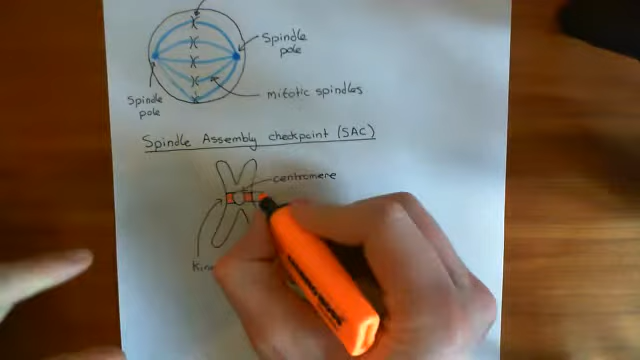 Spindle
pole
mitotic spindles
Spindle
pole
Spindle Assembly checkpoint (SAC)
centromere